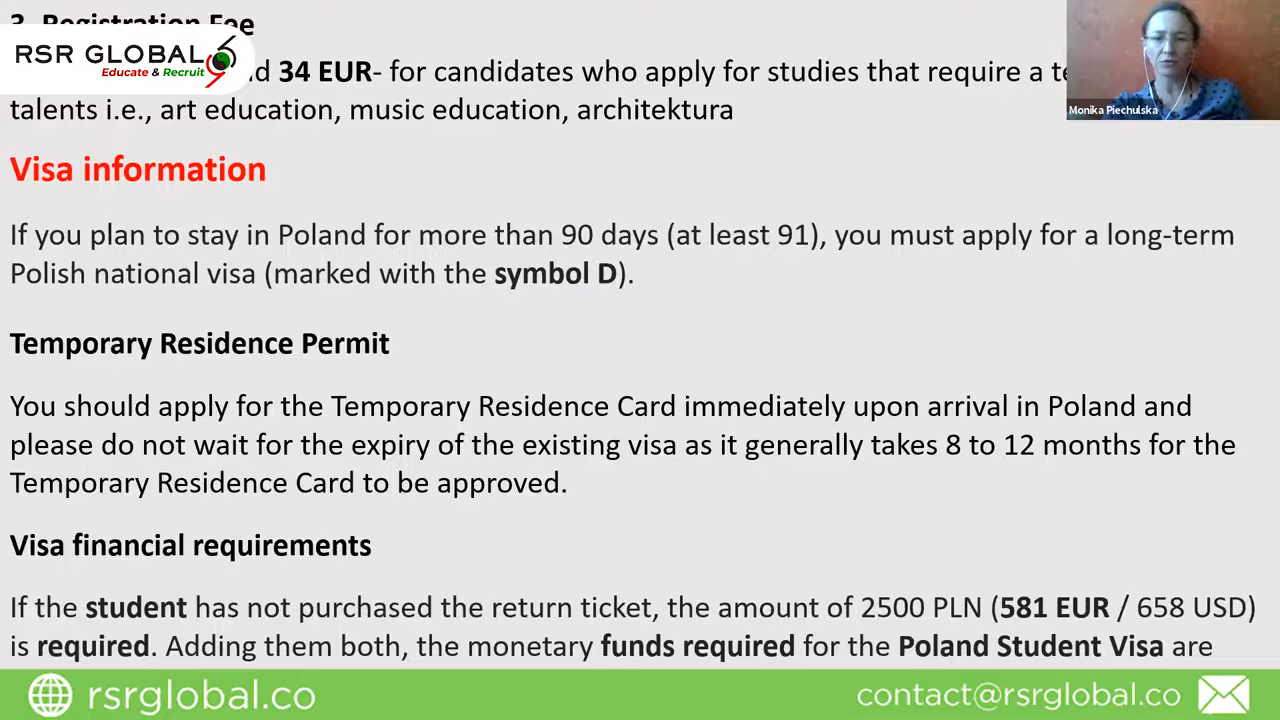 3. Registration Fee
RSR GLOBAL
Educate & Recruit
34 EUR- for candidates who apply for studies that require a
talents i.e., art education, music education, architektura
Monika Piechulska
Visa information
If you plan to stay in Poland for more than 90 days (at least 91), you must apply for a long-term
Polish national visa (marked with the symbol D).
Temporary Residence Permit
You should apply for the Temporary Residence Card immediately upon arrival in Poland and
please do not wait for the expiry of the existing visa as it generally takes 8 to 12 months for the
Temporary Residence Card to be approved.
Visa financial requirements
If the student has not purchased the return ticket, the amount of 2500 PLN (581 EUR / 658 USD)
is required. Adding them both, the monetary funds required for the Poland Student Visa are
rsrglobal.co
contact@rsrglobal.co